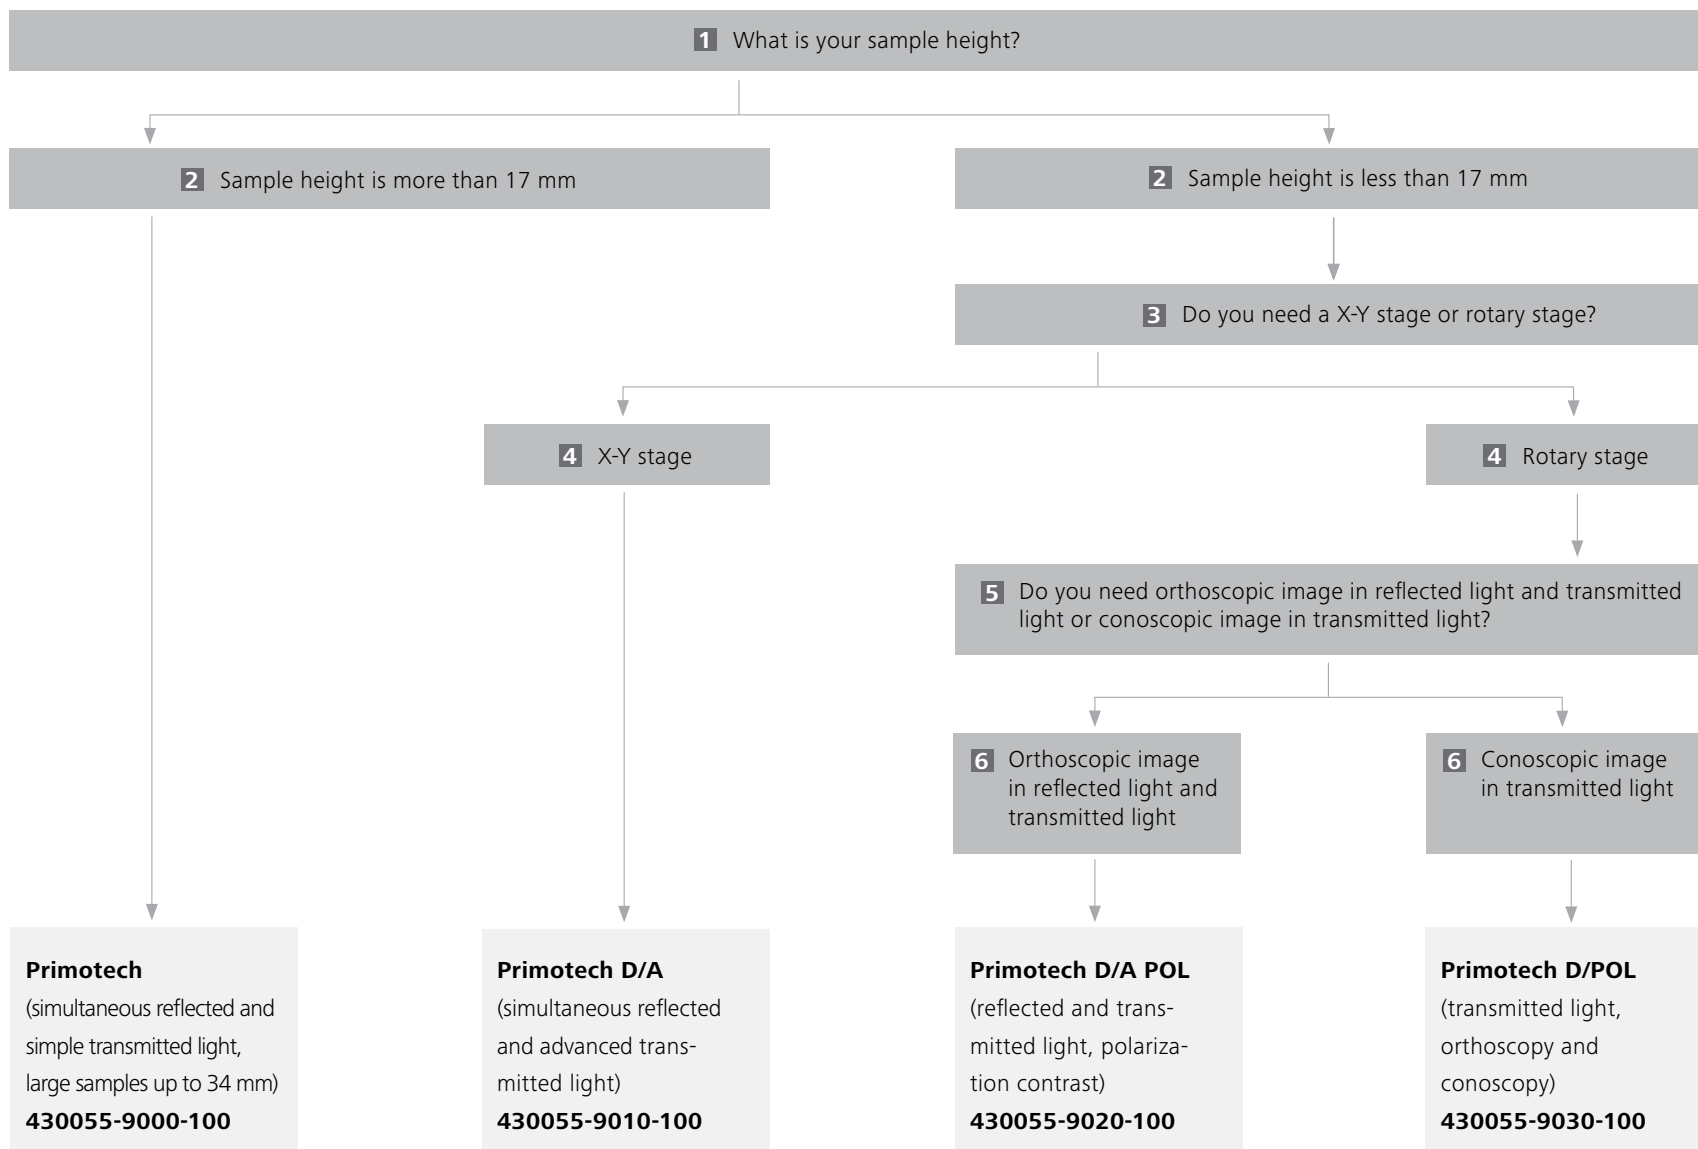 1 What is your sample height?
2 Sample height is more than 17 mm
2 Sample height is less than 17 mm
3 Do you need a X-Y stage or rotary stage?
4 X-Y stage
4 Rotary stage
5 Do you need orthoscopic image in reflected light and transmitted
light or conoscopic image in transmitted light?
6 Orthoscopic image
in reflected light and
transmitted light
6 Conoscopic image
in transmitted light
Primotech
(simultaneous reflected and
simple transmitted light,
large samples up to 34 mm)
430055-9000-100
Primotech D/A
(simultaneous reflected
and advanced trans-
mitted light)
430055-9010-100
Primotech D/A POL
(reflected and trans-
mitted light, polariza-
tion contrast)
430055-9020-100
Primotech D/POL
(transmitted light,
orthoscopy and
conoscopy)
430055-9030-100